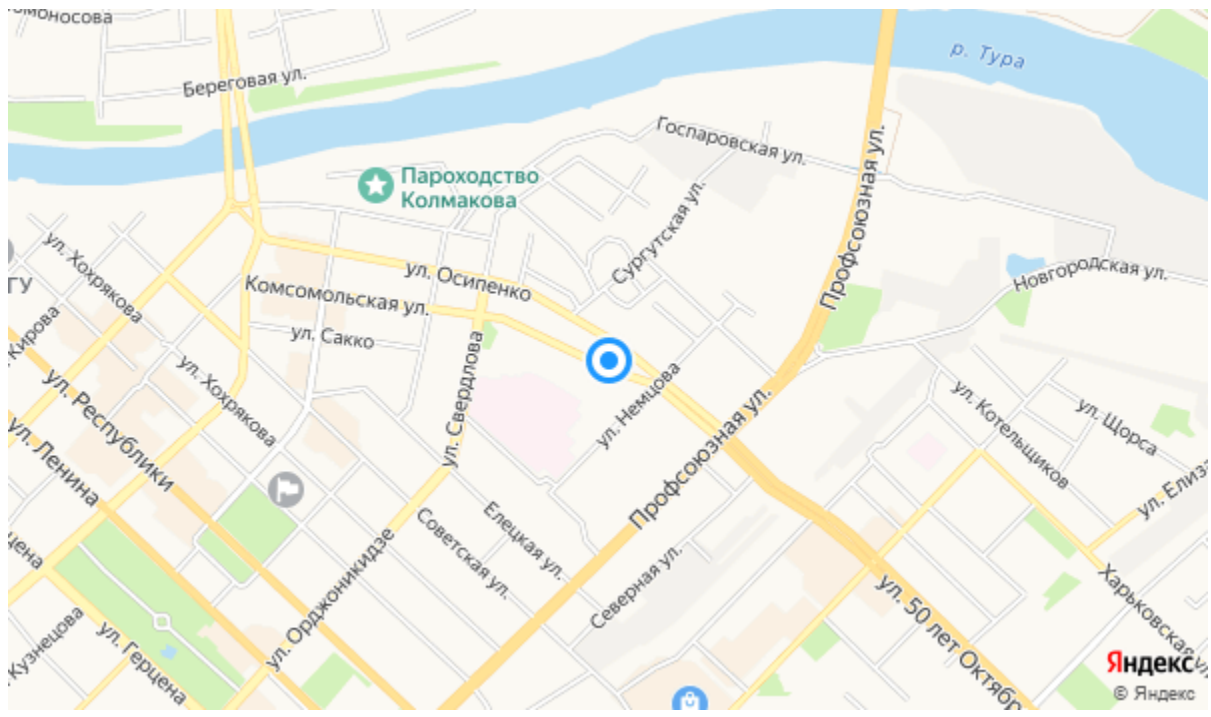 омоносова
Береговая ул.
р. Тура
Госпаровская ул.
Пароходство
Колмакова
Сургутская ул.
Профсоюзная ул.
Новгородская ул.
ул. Хохрякова
ГУ
ул. Осипенко
Комсомольская ул.
ул. Сакко
Кирова
ул. Хохрякова
ул. Республики
ул. Ленина
ул. Свердлова
ул. Немцова
Профсоюзная ул.
ул. Котельщиков
ул. Щорса
ул. Елиза
Советская ул.
Елецкая ул.
Северная ул.
ул. Орджоникидзе
цена
ул. Герцена
Кузнецова
ул. 50 лет Октябр
Харьковская ул.
Яндекс
© Яндекс